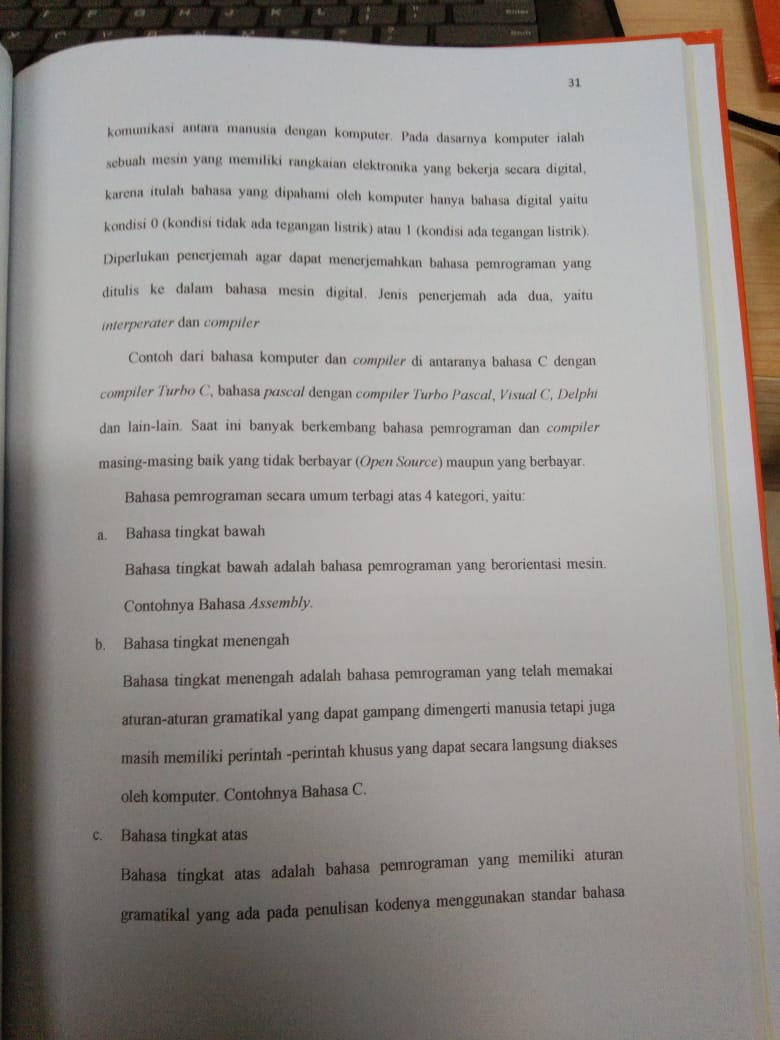 31
komunikasi antara manusia dengan komputer. Pada dasarnya komputer ialah
sebuah mesin yang memiliki rangkaian elektronika yang bekerja secara digital,
karena itulah bahasa yang dipahami oleh komputer hanya bahasa digital yaitu
kondisi 0 (kondisi tidak ada tegangan listrik) atau 1 (kondisi ada tegangan listrik).
Diperlukan penerjemah agar dapat menerjemahkan bahasa pemrograman yang
ditulis ke dalam bahasa mesin digital. Jenis penerjemah ada dua, yaitu
interperater dan compiler
Contoh dari bahasa komputer dan compiler di antaranya bahasa C dengan
compiler Turbo C, bahasa pascal dengan compiler Turbo Pascal, Visual C, Delphi
dan lain-lain. Saat ini banyak berkembang bahasa pemrograman dan compiler
masing-masing baik yang tidak berbayar (Open Source) maupun yang berbayar.
Bahasa pemrograman secara umum terbagi atas 4 kategori, yaitu:
a. Bahasa tingkat bawah
Bahasa tingkat bawah adalah bahasa pemrograman yang berorientasi mesin.
Contohnya Bahasa Assembly.
b. Bahasa tingkat menengah
Bahasa tingkat menengah adalah bahasa pemrograman yang telah memakai
aturan-aturan gramatikal yang dapat gampang dimengerti manusia tetapi juga
masih memiliki perintah -perintah khusus yang dapat secara langsung diakses
oleh komputer. Contohnya Bahasa C.
c. Bahasa tingkat atas
Bahasa tingkat atas adalah bahasa pemrograman yang memiliki aturan
gramatikal yang ada pada penulisan kodenya menggunakan standar bahasa